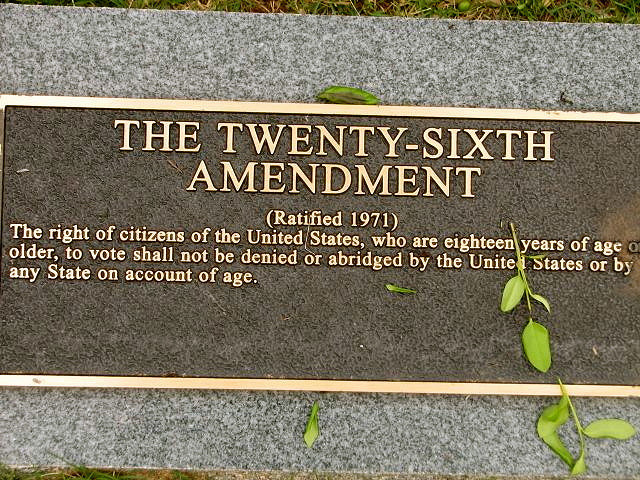 THE TWENTY-SIXTH
AMENDMENT
(Ratified 1971)
The right of citizens of the United States, who are eighteen years of age o
older, to vote shall not be denied or abridged by the United States or by
any State on account of age.